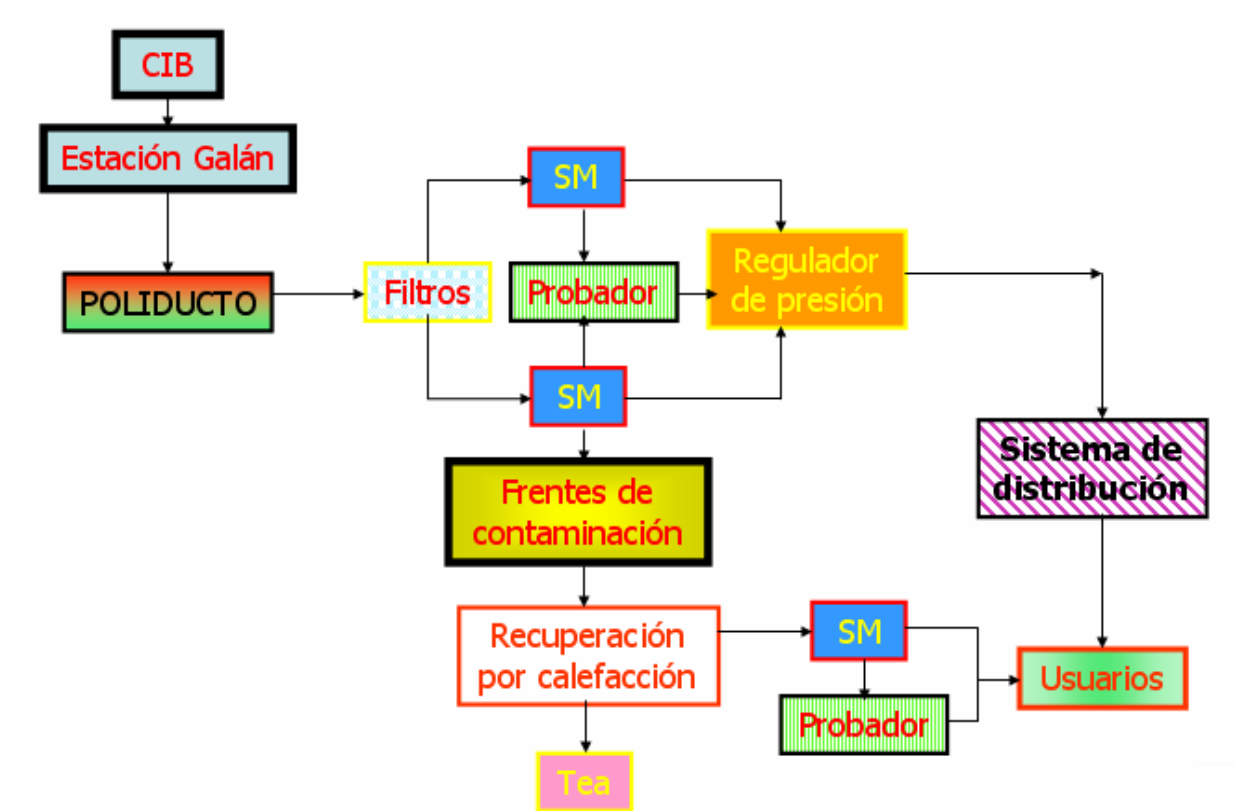 CIB
Estación Galán
POLIDUCTO
Filtros
SM
Probador
SM
Regulador
de presión
Sistema de
distribución
Frentes de
contaminación
Recuperación
por calefacción
SM
Probador
Usuarios
Tea